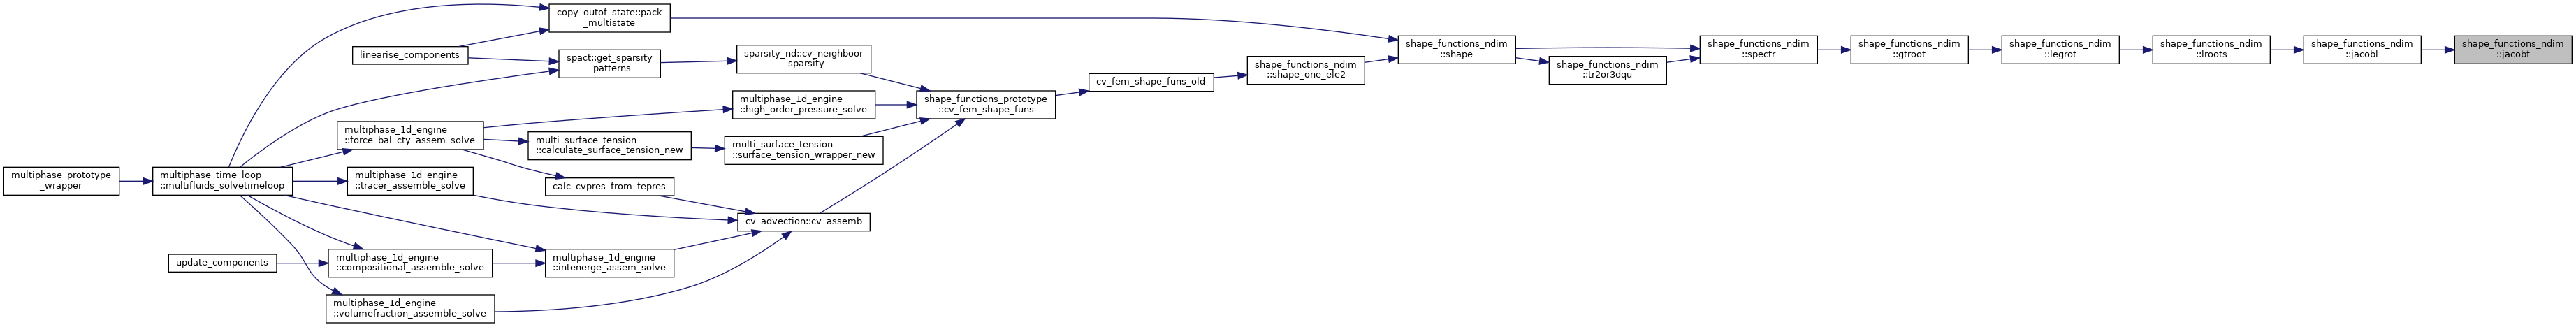 multiphase_prototype
_wrapper
multiphase_time_loop
::multifluids_solvetimeloop
update_components
linearise_components
multiphase_1d_engine
::force_bal_cty_assem_solve
multiphase_1d_engine
::tracer_assemble_solve
multiphase_1d_engine
::compositional_assemble_solve
multiphase_1d_engine
::volumefraction_assemble_solve
copy_outof_state::pack
_multistate
spact::get_sparsity
_patterns
multi_surface_tension
::calculate_surface_tension_new
calc_cvpres_from_fepres
multiphase_1d_engine
::intenerge_assem_solve
sparsity_nd::cv_neighboor
_sparsity
multiphase_1d_engine
::high_order_pressure_solve
multi_surface_tension
::surface_tension_wrapper_new
cv_advection::cv_assemb
shape_functions_prototype
::cv_fem_shape_funs
cv_fem_shape_funs_old
shape_functions_ndim
::shape_one_ele2
shape_functions_ndim
::shape
shape_functions_ndim
::tr2or3dqu
shape_functions_ndim
::spectr
shape_functions_ndim
::gtroot
shape_functions_ndim
::legrot
shape_functions_ndim
::lroots
shape_functions_ndim
::jacobl
shape_functions_ndim
::jacobf